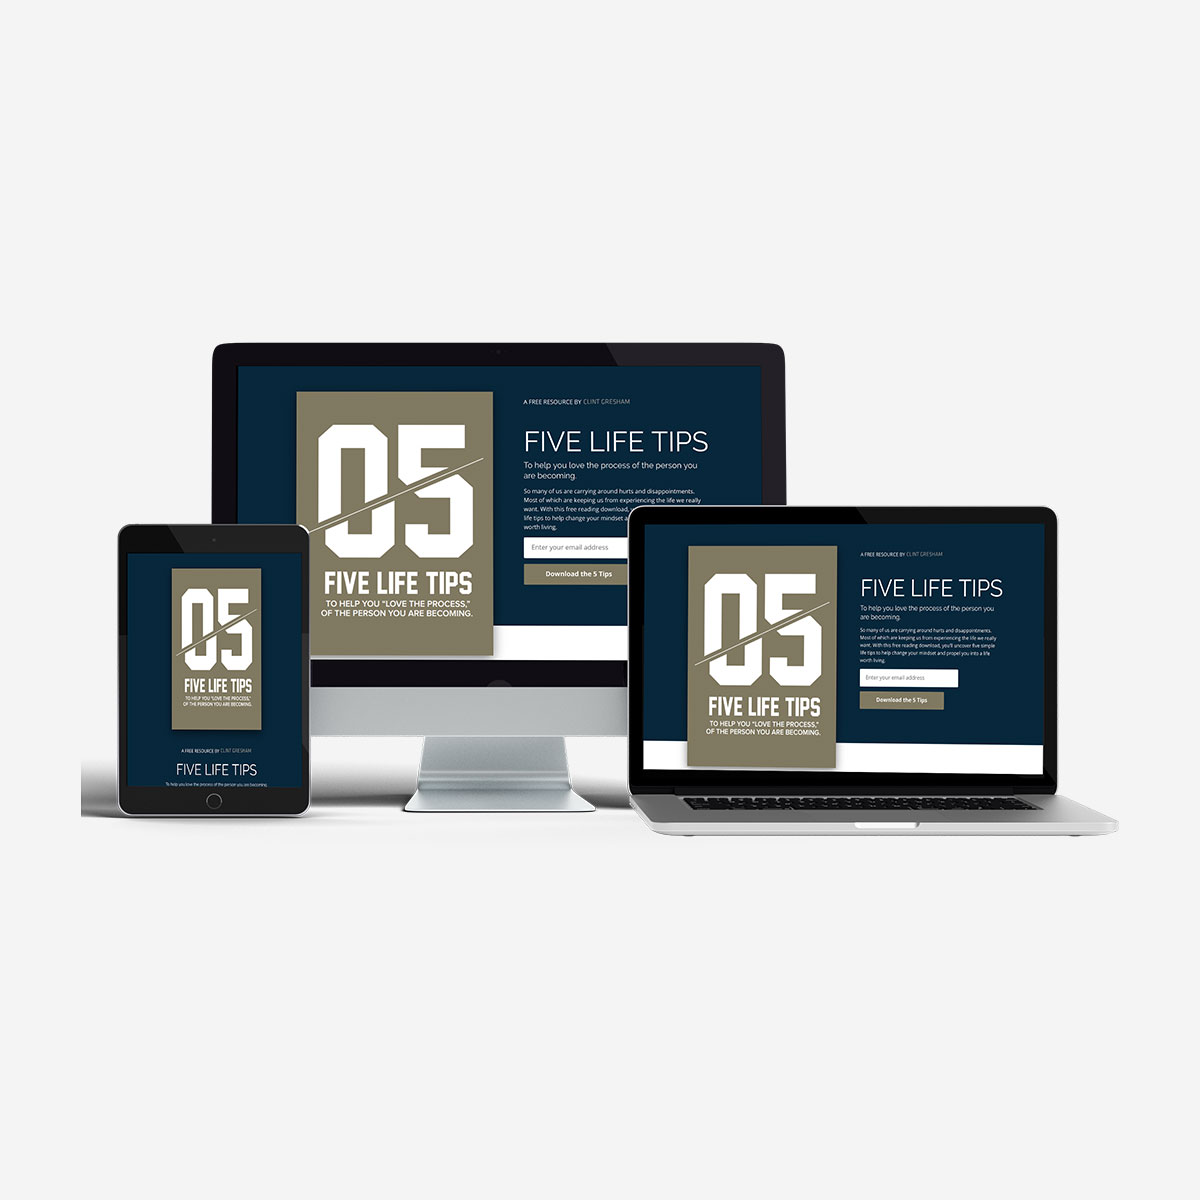 A FREE RESOURCE BY CLINT GRESHAM
FIVE LIFE TIPS
To help you love the process of the person you
are becoming.
So many of us are carrying around hurts and disappointments.
Most of which are keeping us from experiencing the life we really
want. With this free reading download,
life tips to help change your mindset a
worth living.
Enter your email address
Download the 5 Tips
05
FIVE LIFE TIPS
TO HELP YOU “LOVE THE PROCESS,”
OF THE PERSON YOU ARE BECOMING.
05
FIVE LIFE TIPS
TO HELP YOU “LOVE THE PROCESS,”
OF THE PERSON YOU ARE BECOMING.
A FREE RESOURCE BY CLINT GRESHAM
FIVE LIFE TIPS
To help you love the process of the person you are becoming.
05
FIVE LIFE TIPS
TO HELP YOU “LOVE THE PROCESS,”
OF THE PERSON YOU ARE BECOMING.
A FREE RESOURCE BY CLINT GRESHAM
FIVE LIFE TIPS
To help you love the process of the person you
are becoming.
So many of us are carrying around hurts and disappointments.
Most of which are keeping us from experiencing the life we really
want. With this free reading download, you'll uncover five simple
life tips to help change your mindset and propel you into a life
worth living.
Enter your email address
Download the 5 Tips